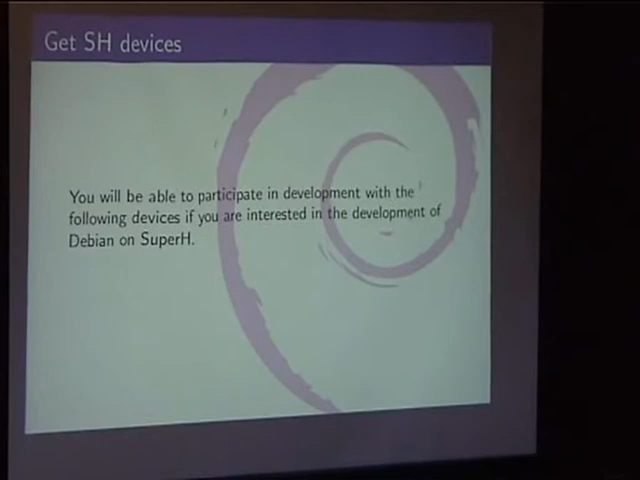 Get SH devices
You will be able to participate in development with the
following devices if you are interested in the development of
Debian on SuperH.